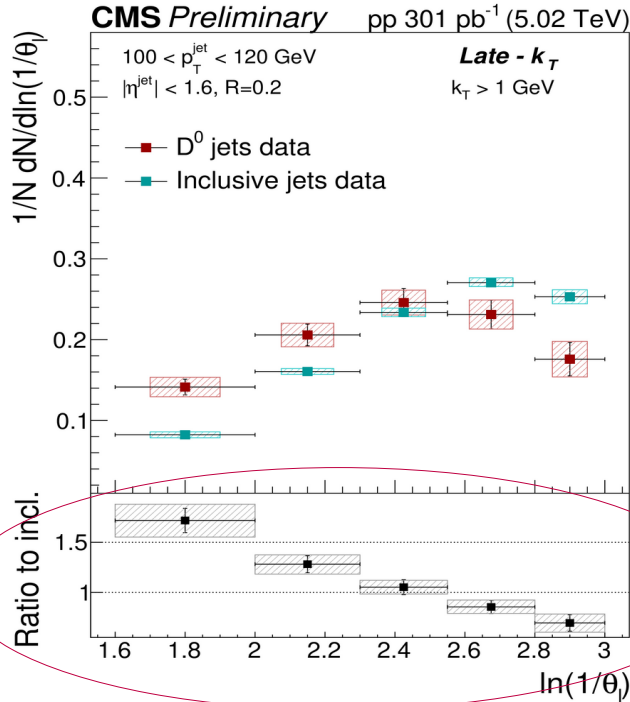 CMS Preliminary pp 301 pb⁻¹ (5.02 TeV)
100 < p_T^jet < 120 GeV
|η^jet| < 1.6, R=0.2
Late - k_T
k_T > 1 GeV
D⁰ jets data
Inclusive jets data
1/N dN/dln(1/θ_l)
0.5
0.4
0.3
0.2
0.1
Ratio to incl.
1.5
1
1.6 1.8 2 2.2 2.4 2.6 2.8 3
ln(1/θ_l)